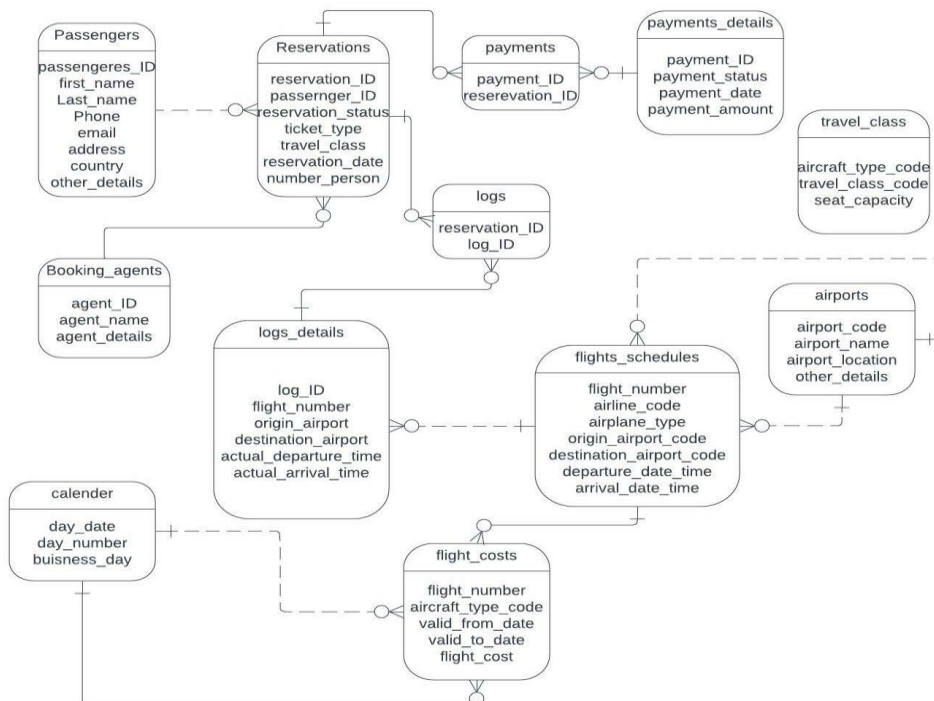 Passengers
passengeres_ID
first_name
Last_name
Phone
email
address
country
other_details
Reservations
reservation_ID
passernger_ID
reservation_status
ticket_type
travel_class
reservation_date
number_person
payments
payment_ID
reserevation_ID
payments_details
payment_ID
payment_status
payment_date
payment_amount
travel_class
aircraft_type_code
travel_class_code
seat_capacity
logs
reservation_ID
log_ID
Booking_agents
agent_ID
agent_name
agent_details
logs_details
log_ID
flight_number
origin_airport
destination_airport
actual_departure_time
actual_arrival_time
flights_schedules
flight_number
airline_code
airplane_type
origin_airport_code
destination_airport_code
departure_date_time
arrival_date_time
airports
airport_code
airport_name
airport_location
other_details
calender
day_date
day_number
buisness_day
flight_costs
flight_number
aircraft_type_code
valid_from_date
valid_to_date
flight_cost